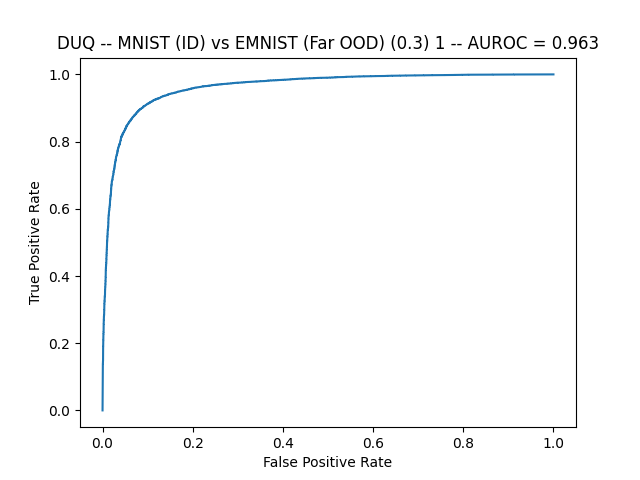 DUQ -- MNIST (ID) vs EMNIST (Far OOD) (0.3) 1 -- AUROC = 0.963
1.0
0.8
0.6
0.4
0.2
0.0
True Positive Rate
0.0 0.2 0.4 0.6 0.8 1.0
False Positive Rate